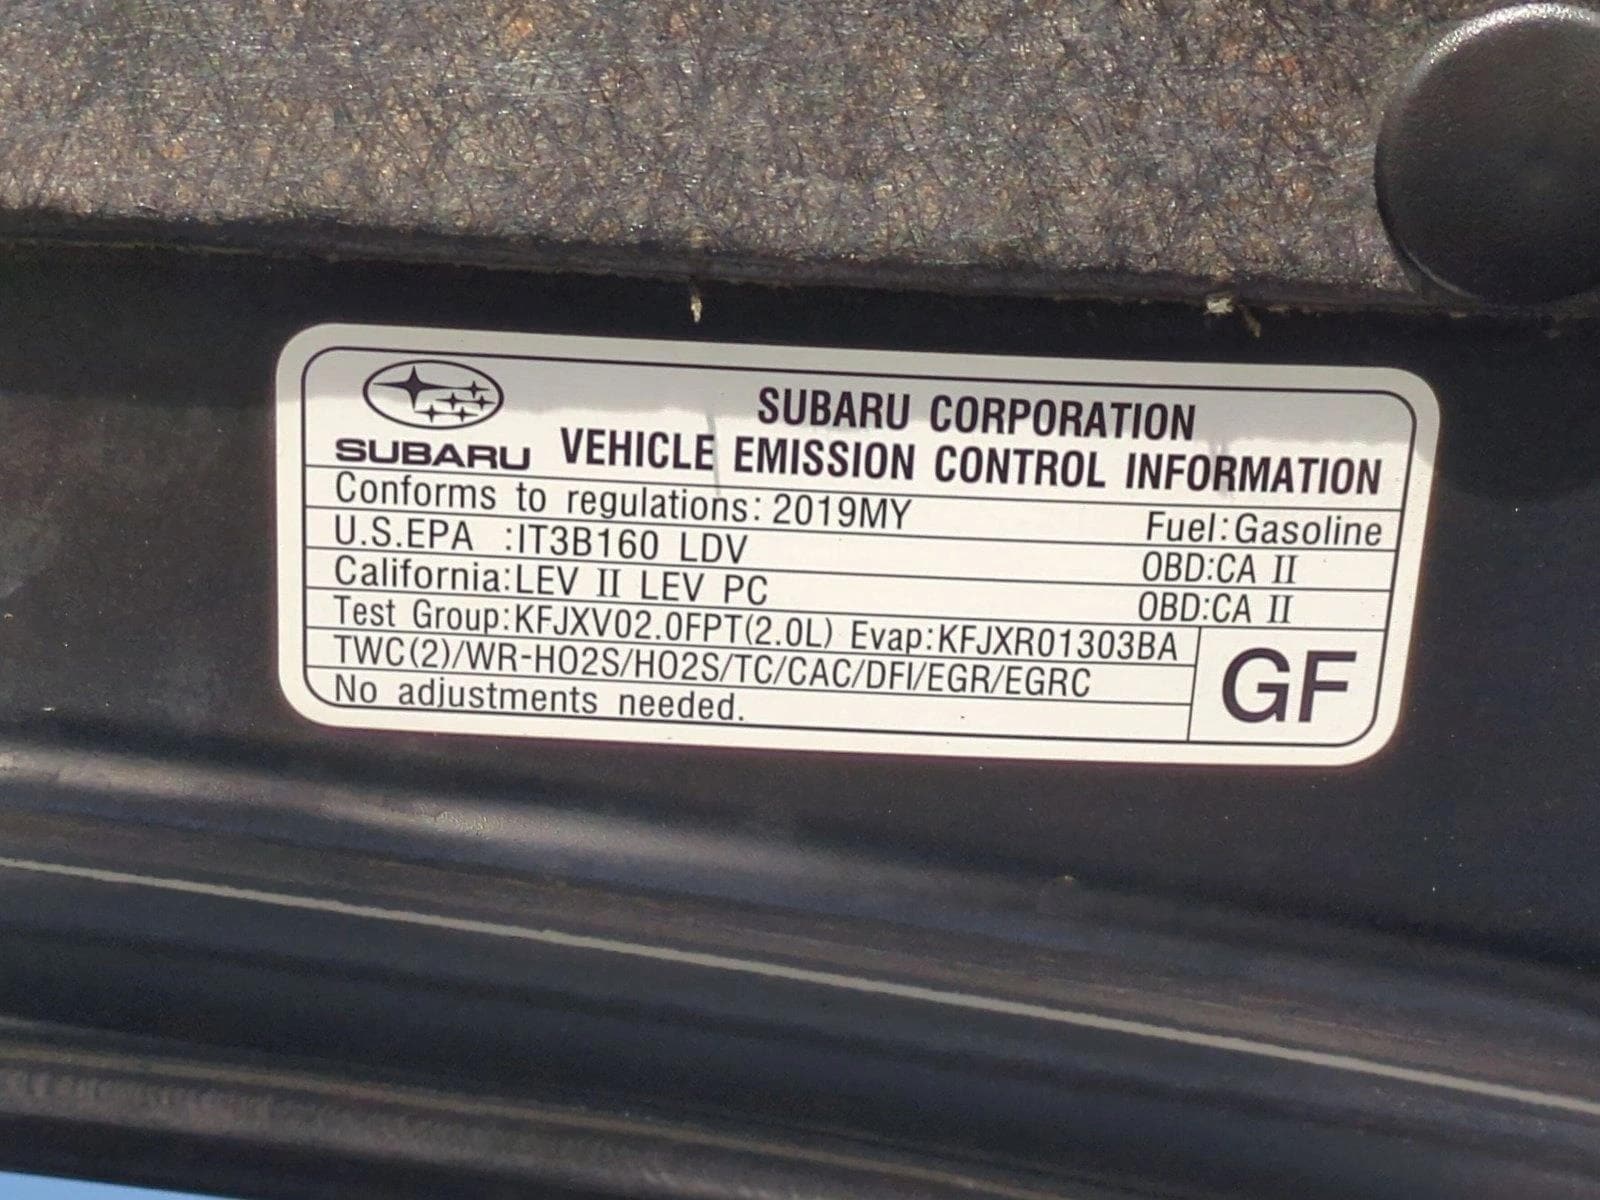 SUBARU CORPORATION
SUBARU VEHICLE EMISSION CONTROL INFORMATION
Conforms to regulations: 2019MY Fuel:Gasoline
U.S.EPA :IT3B160 LDV OBD:CA II
California:LEV II LEV PC OBD:CA II
Test Group:KFJXV02.0FPT(2.0L) Evap:KFJXR01303BA
TWC(2)/WR-HO2S/HO2S/TC/CAC/DFI/EGR/EGRC
No adjustments needed.
GF